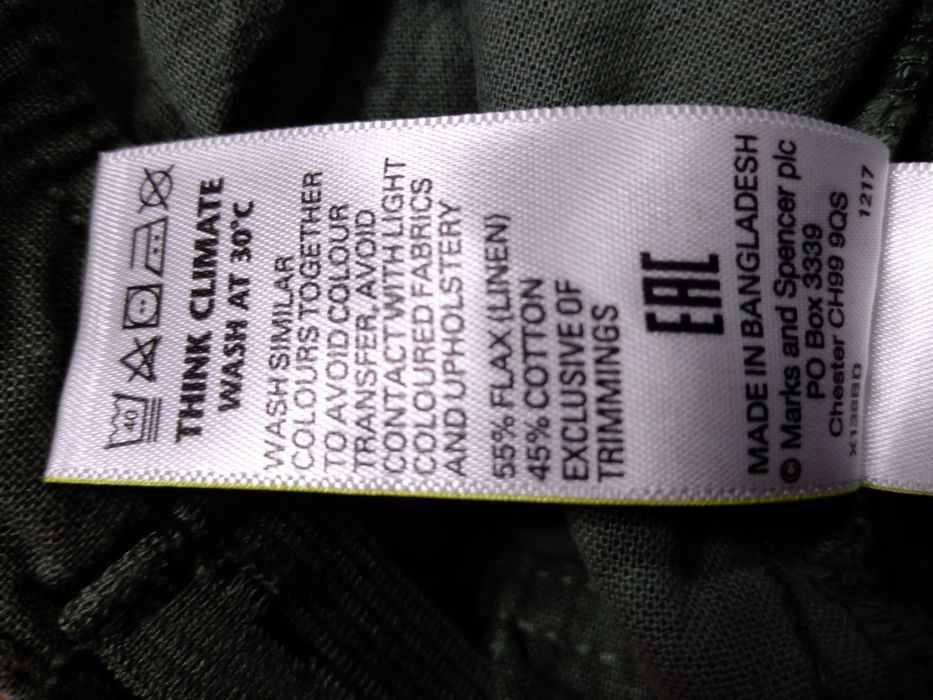 40
THINK CLIMATE
WASH AT 30°C
WASH SIMILAR
COLOURS TOGETHER
TO AVOID COLOUR
TRANSFER, AVOID
CONTACT WITH LIGHT
COLOURED FABRICS
AND UPHOLSTERY
55% FLAX (LINEN)
45% COTTON
EXCLUSIVE OF
TRIMMINGS
EAC
MADE IN BANGLADESH
© Marks and Spencer plc
PO Box 3339
Chester CH99 9QS
1217